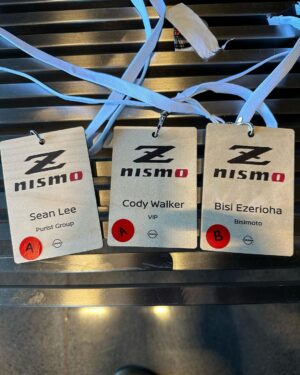 Z
nismo
Sean Lee
Purist Group
A
Z
nismo
Cody Walker
VIP
A
Z
nismo
Bisi Ezerioha
Bisimoto
B